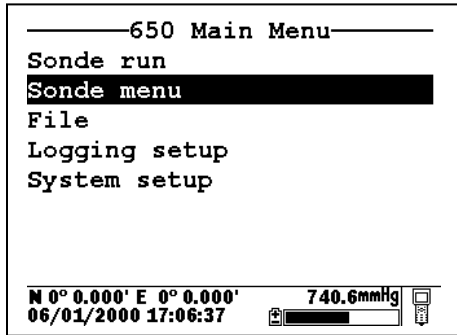 650 Main Menu
Sonde run
Sonde menu
File
Logging setup
System setup
N 0° 0.000' E 0° 0.000' 740.6mmHg
06/01/2000 17:06:37